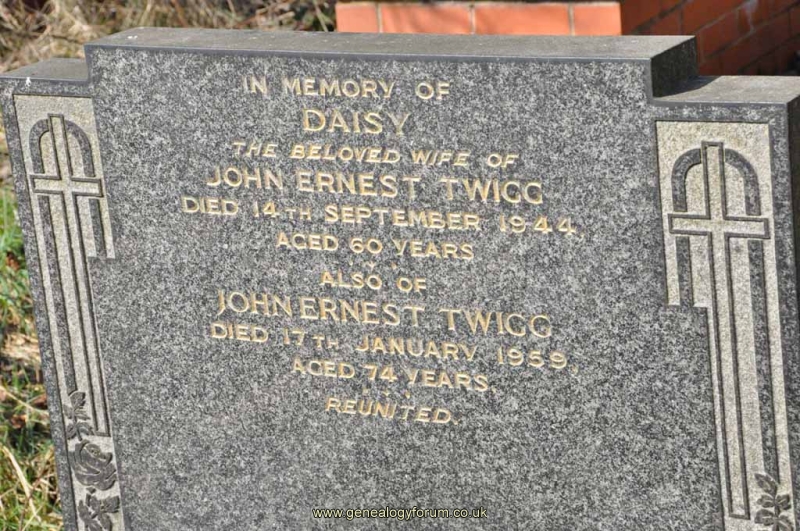 IN MEMORY OF
DAISY
THE BELOVED WIFE OF
JOHN ERNEST TWIGG
DIED 14TH SEPTEMBER 1944,
AGED 60 YEARS
ALSO OF
JOHN ERNEST TWIGG
DIED 17TH JANUARY 1959,
AGED 74 YEARS.
REUNITED.
www.genealogyforum.co.uk